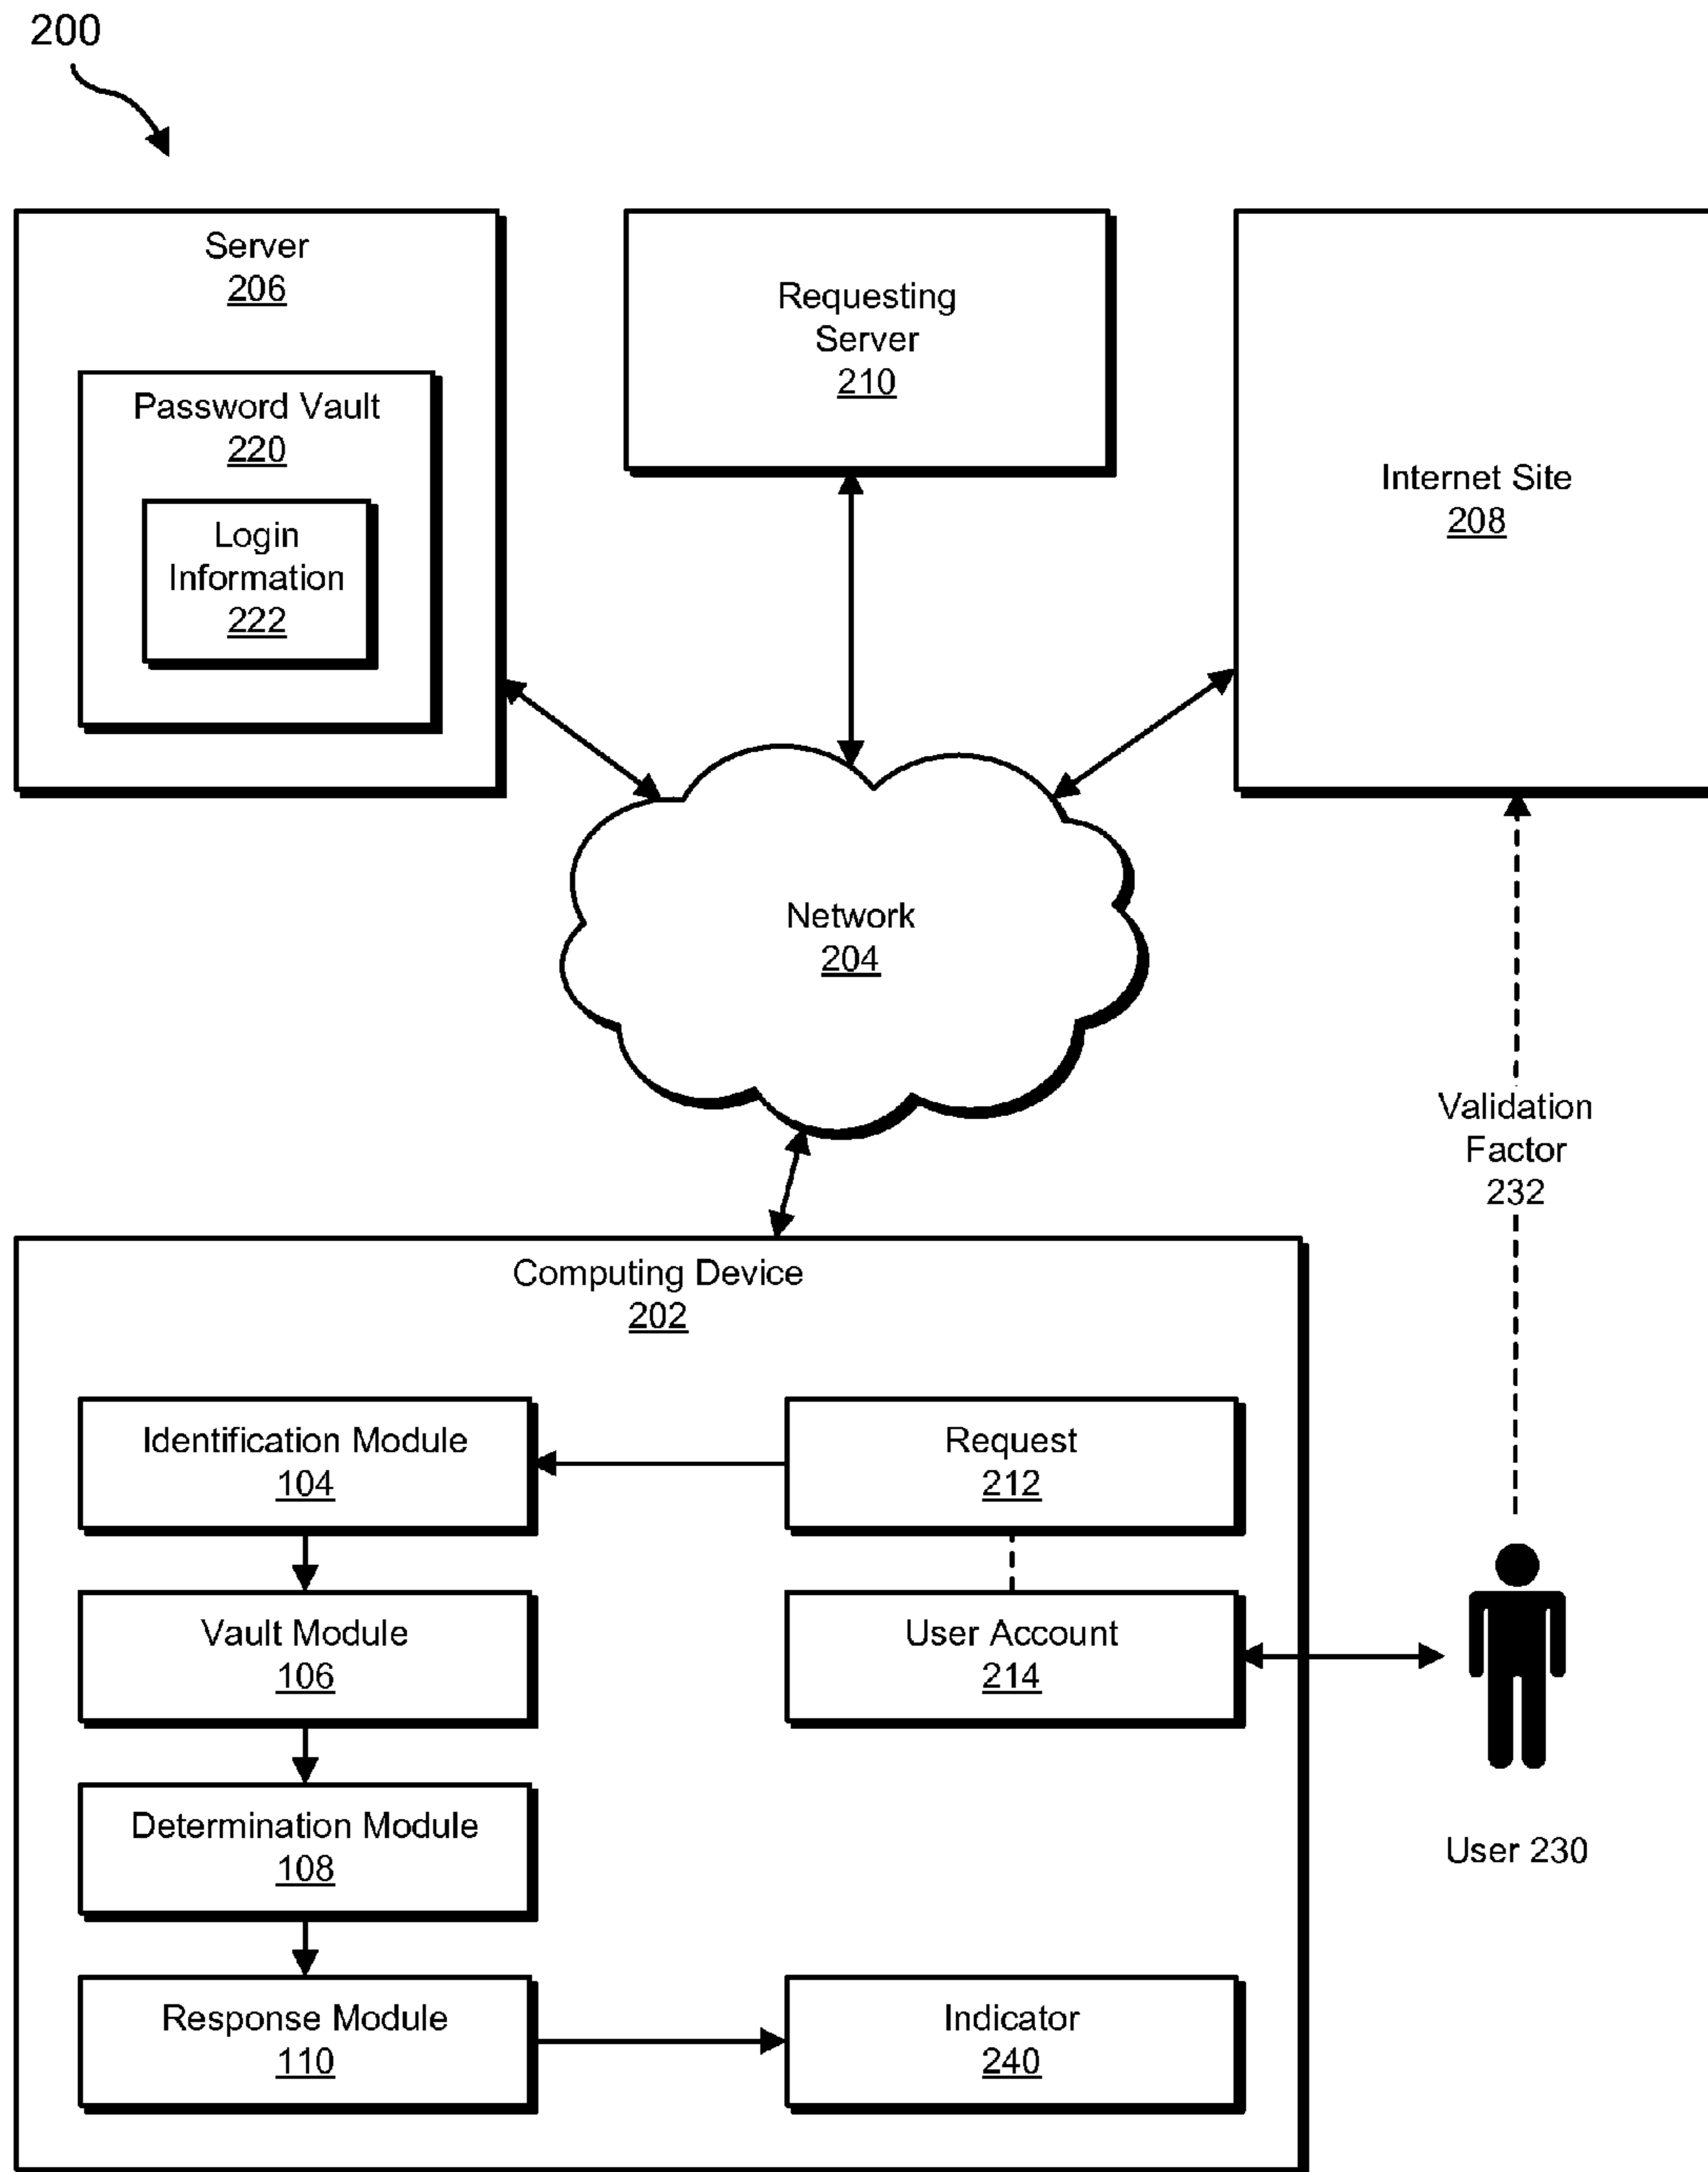 200
Server
206
Password Vault
220
Login
Information
222
Requesting
Server
210
Internet Site
208
Network
204
Validation
Factor
232
Computing Device
202
Identification Module
104
Request
212
Vault Module
106
User Account
214
Determination Module
108
User 230
Response Module
110
Indicator
240